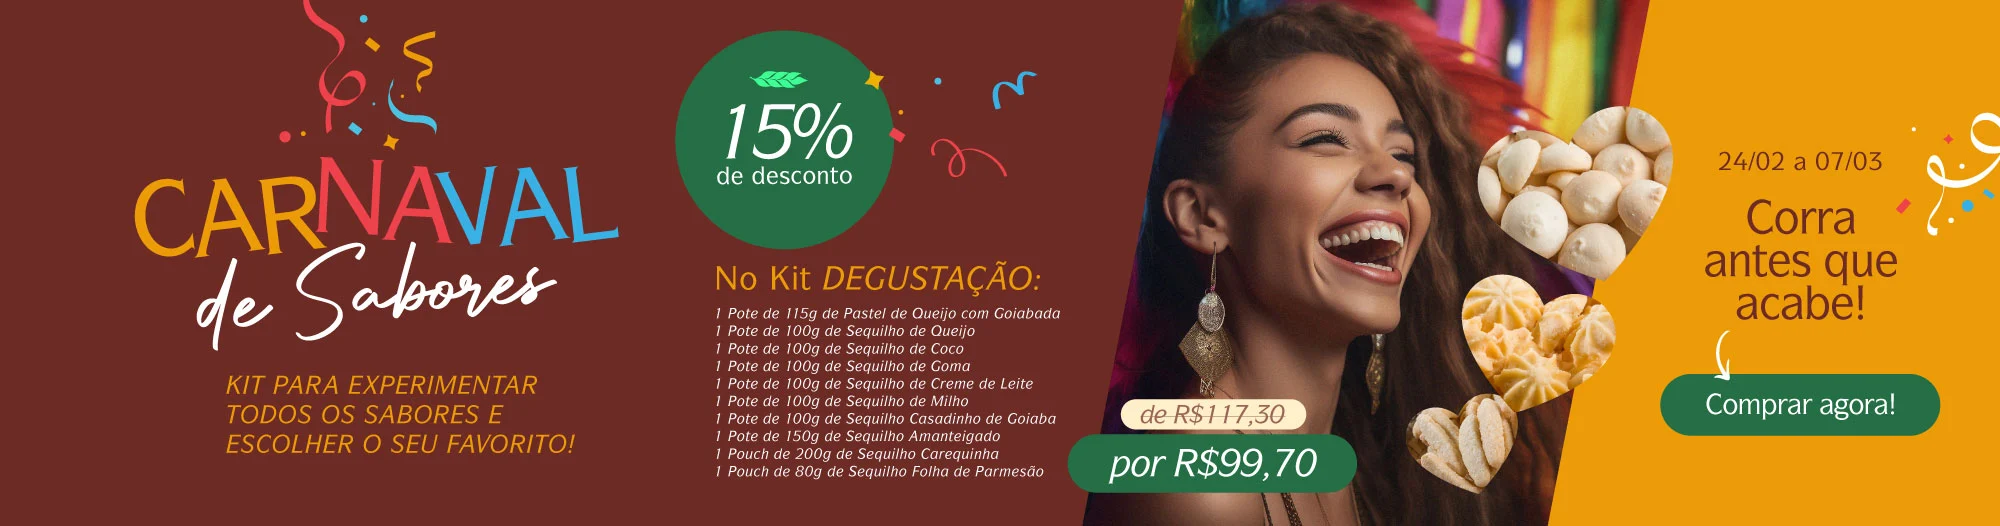 CARNAVAL
de Sabores
KIT PARA EXPERIMENTAR
TODOS OS SABORES E
ESCOLHER O SEU FAVORITO!
15%
de desconto
No Kit DEGUSTAÇÃO:
1 Pote de 115g de Pastel de Queijo com Goiabada
1 Pote de 100g de Sequilho de Queijo
1 Pote de 100g de Sequilho de Coco
1 Pote de 100g de Sequilho de Goma
1 Pote de 100g de Sequilho de Creme de Leite
1 Pote de 100g de Sequilho de Milho
1 Pote de 100g de Sequilho Casadinho de Goiaba
1 Pote de 150g de Sequilho Amanteigado
1 Pouch de 200g de Sequilho Carequinha
1 Pouch de 80g de Sequilho Folha de Parmesão
de R$117,30
por R$99,70
24/02 a 07/03
Corra
antes que
acabe!
Comprar agora!